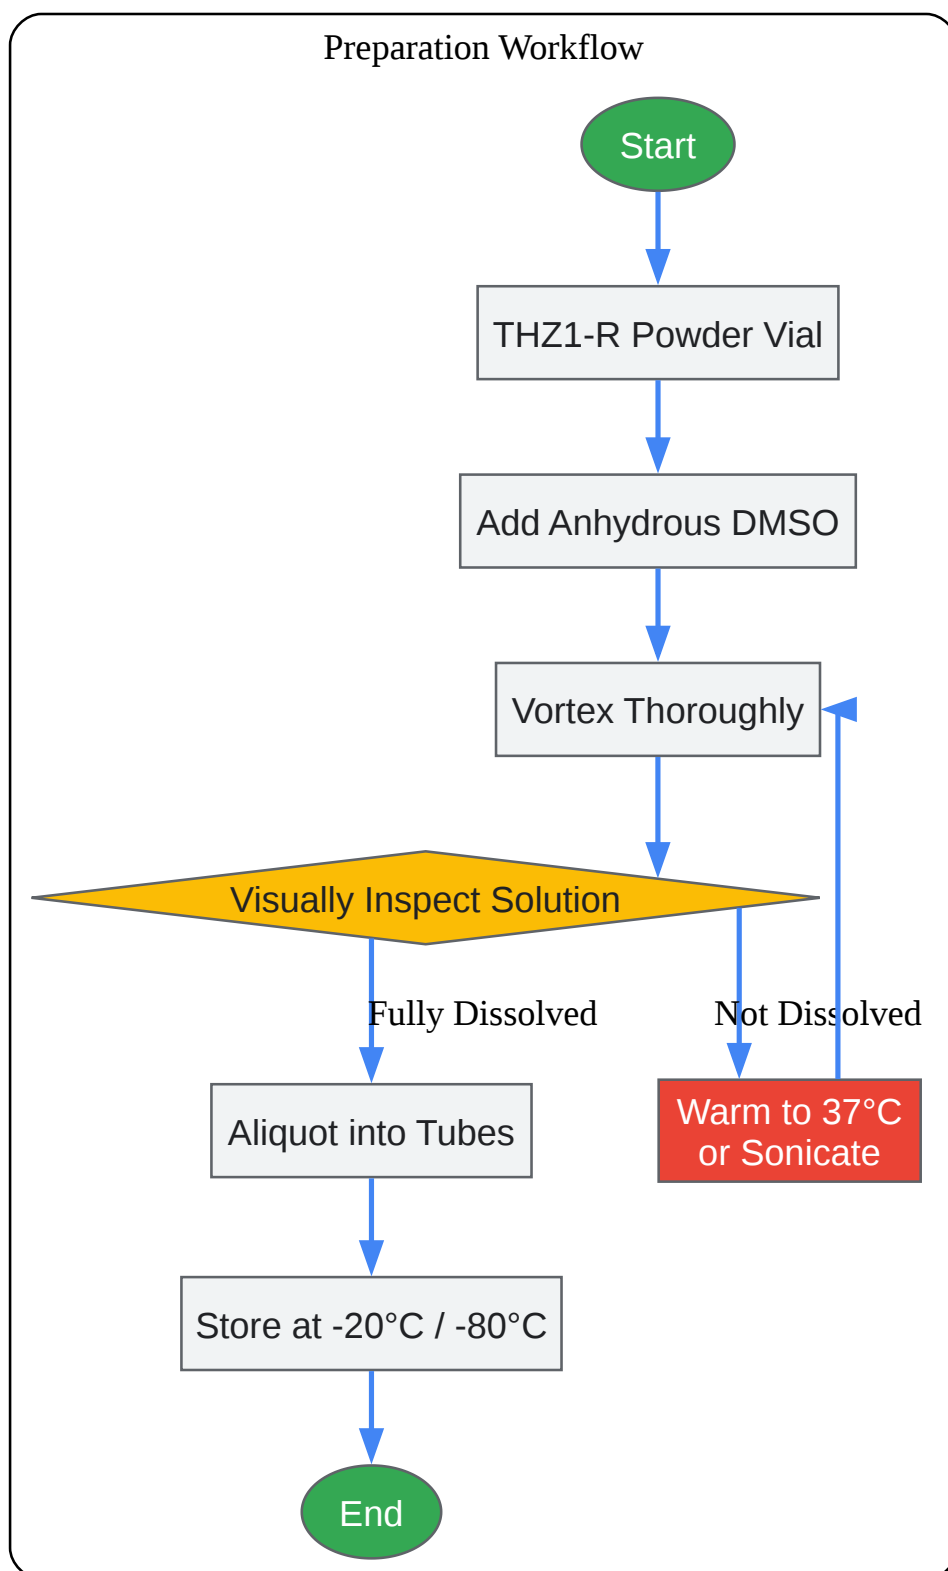 Preparation Workflow
Start
THZ1-R Powder Vial
Add Anhydrous DMSO
Vortex Thoroughly
Visually Inspect Solution
Fully Dissolved
Not Dissolved
Warm to 37°C
or Sonicate
Aliquot into Tubes
Store at -20°C / -80°C
End